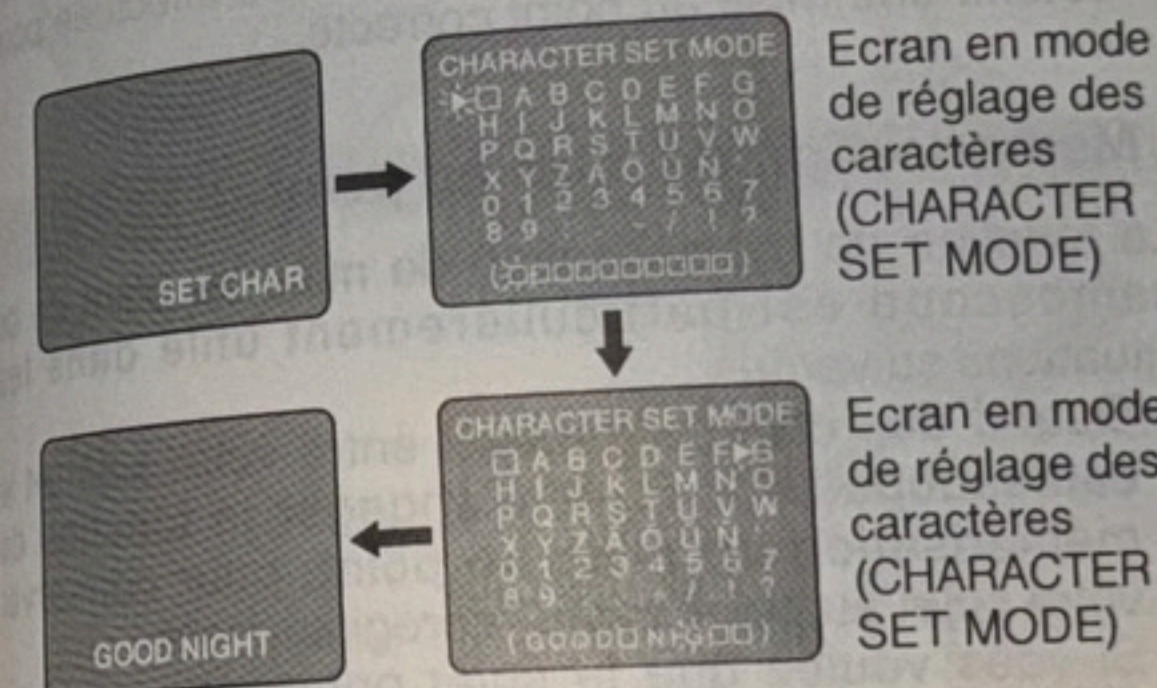 SET CHAR
CHARACTER SET MODE
□ A B C D E F G
H I J K L M N O
P Q R S T U V W
X Y Z Ä Ö Ü Ñ '
0 1 2 3 4 5 6 7
8 9 / ! ?
(□□□□□□□□□□)
Ecran en mode
de réglage des
caractères
(CHARACTER
SET MODE)
CHARACTER SET MODE
□ A B C D E F▶G
H I J K L M N O
P Q R S T U V W
X Y Z Ä Ö Ü Ñ '
0 1 2 3 4 5 6 7
8 9 / ! ?
(GOOD□NIG□□)
Ecran en mode
de réglage des
caractères
(CHARACTER
SET MODE)
GOOD NIGHT